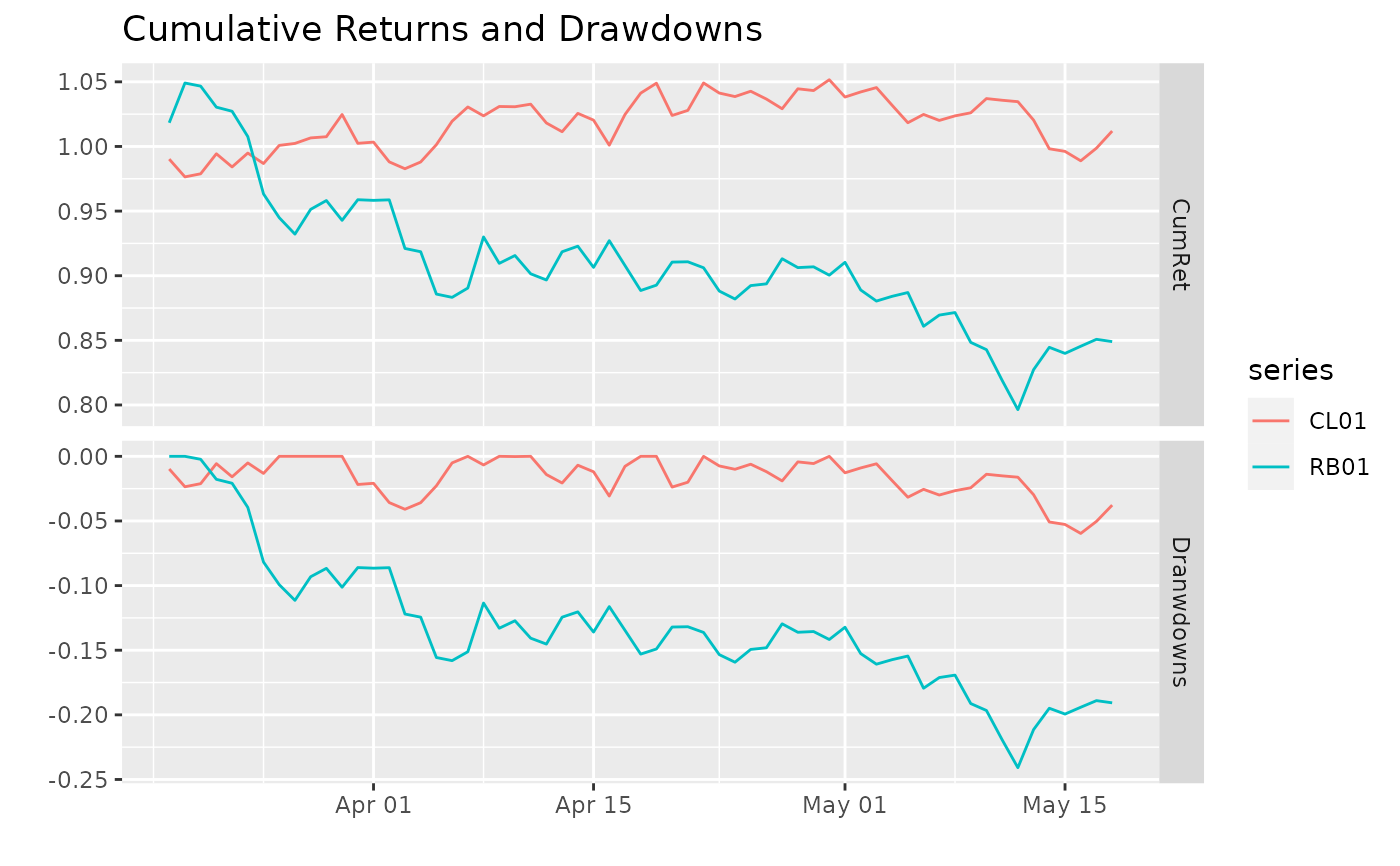 Cumulative Returns and Drawdowns
1.05
1.00
0.95
0.90
0.85
0.80
CumRet
0.00
-0.05
-0.10
-0.15
-0.20
-0.25
Dranwdowns
Apr 01
Apr 15
May 01
May 15
series
CL01
RB01